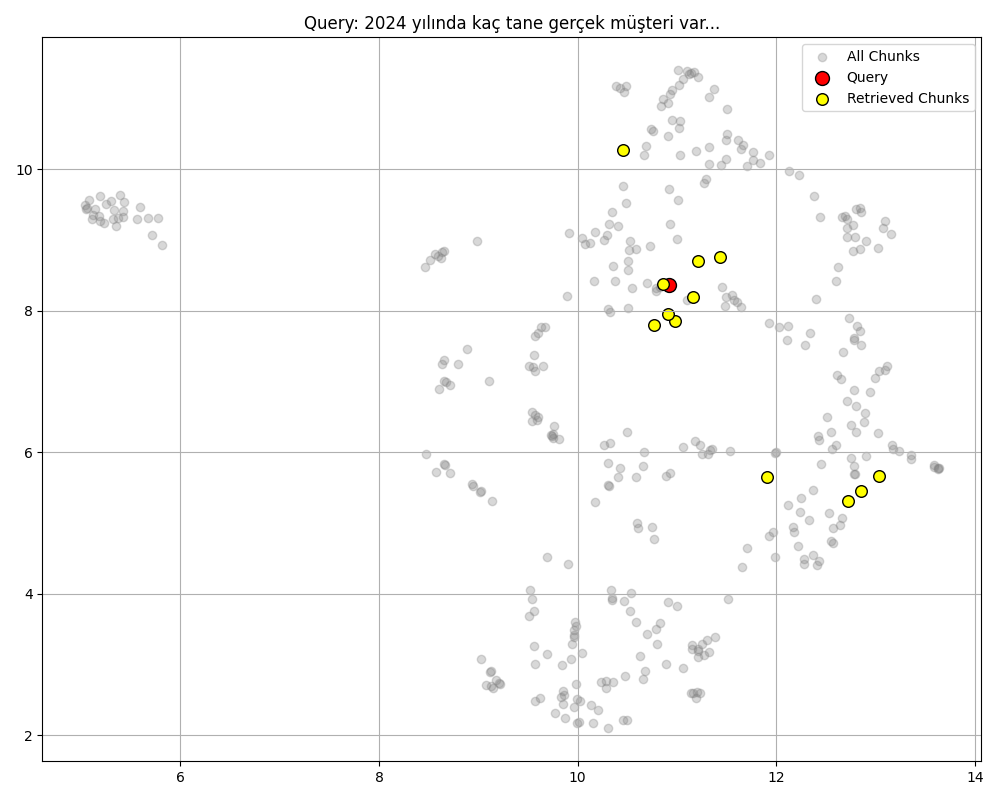 Query: 2024 yılında kaç tane gerçek müşteri var...
All Chunks
Query
Retrieved Chunks
10
8
6
4
2
6 8 10 12 14